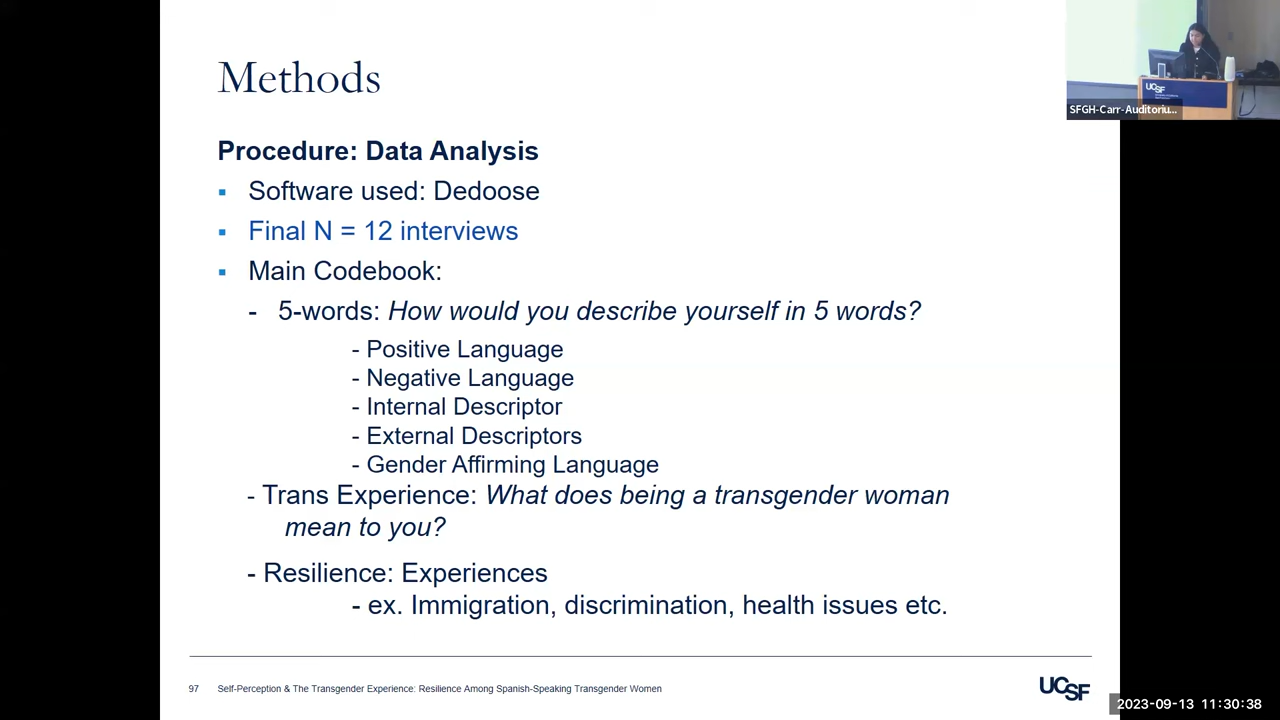 Methods
Procedure: Data Analysis
▪ Software used: Dedoose
▪ Final N = 12 interviews
▪ Main Codebook:
- 5-words: How would you describe yourself in 5 words?
- Positive Language
- Negative Language
- Internal Descriptor
- External Descriptors
- Gender Affirming Language
- Trans Experience: What does being a transgender woman
mean to you?
- Resilience: Experiences
- ex. Immigration, discrimination, health issues etc.
97 Self-Perception & The Transgender Experience: Resilience Among Spanish-Speaking Transgender Women
UCSF
UCSF
SFGH-Carr-Auditoriu...
2023-09-13 11:30:38